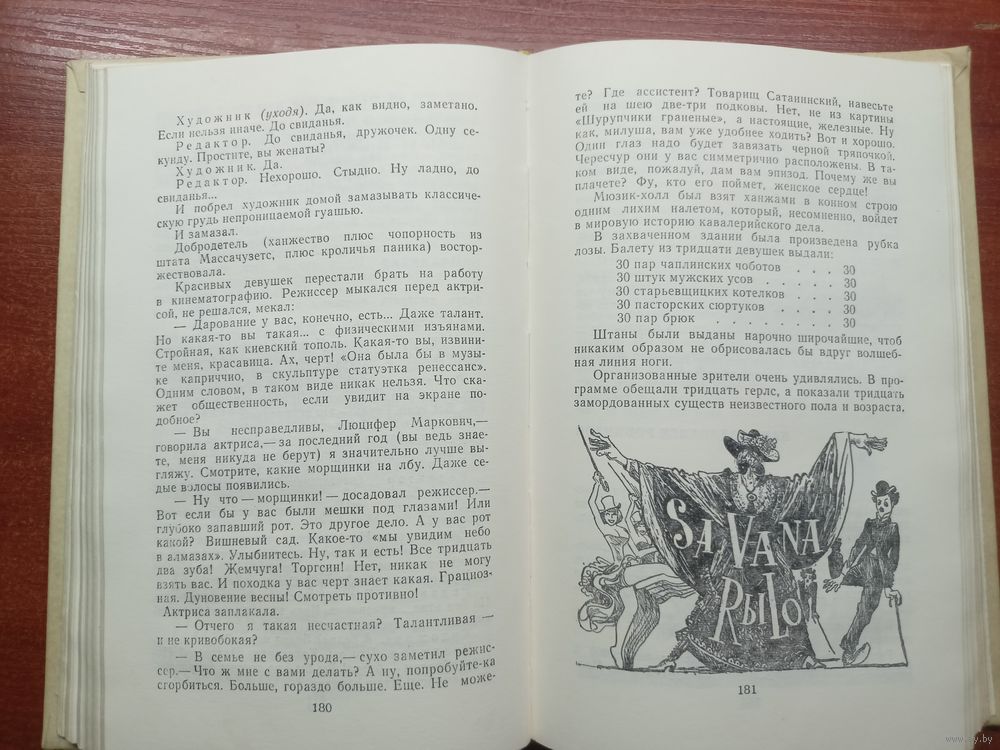 Художник (уходя). Да, как видно, заметано.
Если нельзя иначе. До свиданья.
Редактор. До свиданья, дружочек. Одну се-
кунду. Простите, вы женаты?
Художник. Да.
Редактор. Нехорошо. Стыдно. Ну ладно, до
свиданья...
И побрел художник домой замазывать классиче-
скую грудь непроницаемой гуашью.
И замазал.
Добродетель (ханжество плюс чопорность из
штата Массачузетс, плюс кроличья паника) востор-
жествовала.
Красивых девушек перестали брать на работу
в кинематографию. Режиссер мыкался перед актри-
сой, не решался, мекал:
— Дарование у вас, конечно, есть... Даже талант.
Но какая-то вы такая... с физическими изъянами.
Стройная, как киевский тополь. Какая-то вы, извини-
те меня, красавица. Ах, черт! «Она была бы в музы-
ке каприччио, в скульптуре статуэтка ренессанс».
Одним словом, в таком виде никак нельзя. Что ска-
жет общественность, если увидит на экране по-
добное?
— Вы несправедливы, Люцифер Маркович,—
говорила актриса,— за последний год (вы ведь знае-
те, меня никуда не берут) я значительно лучше вы-
гляжу. Смотрите, какие морщинки на лбу. Даже се-
дые волосы появились.
— Ну что — морщинки! — досадовал режиссер.—
Вот если бы у вас были мешки под глазами! Или
глубоко запавший рот. Это другое дело. А у вас рот
какой? Вишневый сад. Какое-то «мы увидим небо
в алмазах». Улыбнитесь. Ну, так и есть! Все тридцать
два зуба! Жемчуга! Торгсин! Нет, никак не могу
взять вас. И походка у вас черт знает какая. Грациоз-
ная. Дуновение весны! Смотреть противно!
Актриса заплакала.
— Отчего я такая несчастная? Талантливая —
и не кривобокая?
— В семье не без урода,— сухо заметил режис-
сер.— Что ж мне с вами делать? А ну, попробуйте-ка
сгорбиться. Больше, гораздо больше. Еще. Не може-
180
те? Где ассистент? Товарищ Сатанинский, навесьте
ей на шею две-три подковы. Нет, не из картины
«Шурупчики граненые», а настоящие, железные. Ну
как, милуша, вам уже удобнее ходить? Вот и хорошо.
Один глаз надо будет завязать черной тряпочкой.
Чересчур они у вас симметрично расположены. В та-
ком виде, пожалуй, дам вам эпизод. Почему же вы
плачете? Фу, кто его поймет, женское сердце!
Мюзик-холл был взят ханжами в конном строю
одним лихим налетом, который, несомненно, войдет
в мировую историю кавалерийского дела.
В захваченном здании была произведена рубка
лозы. Балету из тридцати девушек выдали:
30 пар чаплинских чоботов . . . 30
30 штук мужских усов . . . . . 30
30 старьевщицких котелков . . . . 30
30 пасторских сюртуков . . . . 30
30 пар брюк . . . . . . . . 30
Штаны были выданы нарочно широчайшие, чтоб
никаким образом не обрисовалась бы вдруг волшеб-
ная линия ноги.
Организованные зрители очень удивлялись. В про-
грамме обещали тридцать герлс, а показали тридцать
замордованных существ неизвестного пола и возраста.
SAVANA
RыLO
181
ay.by